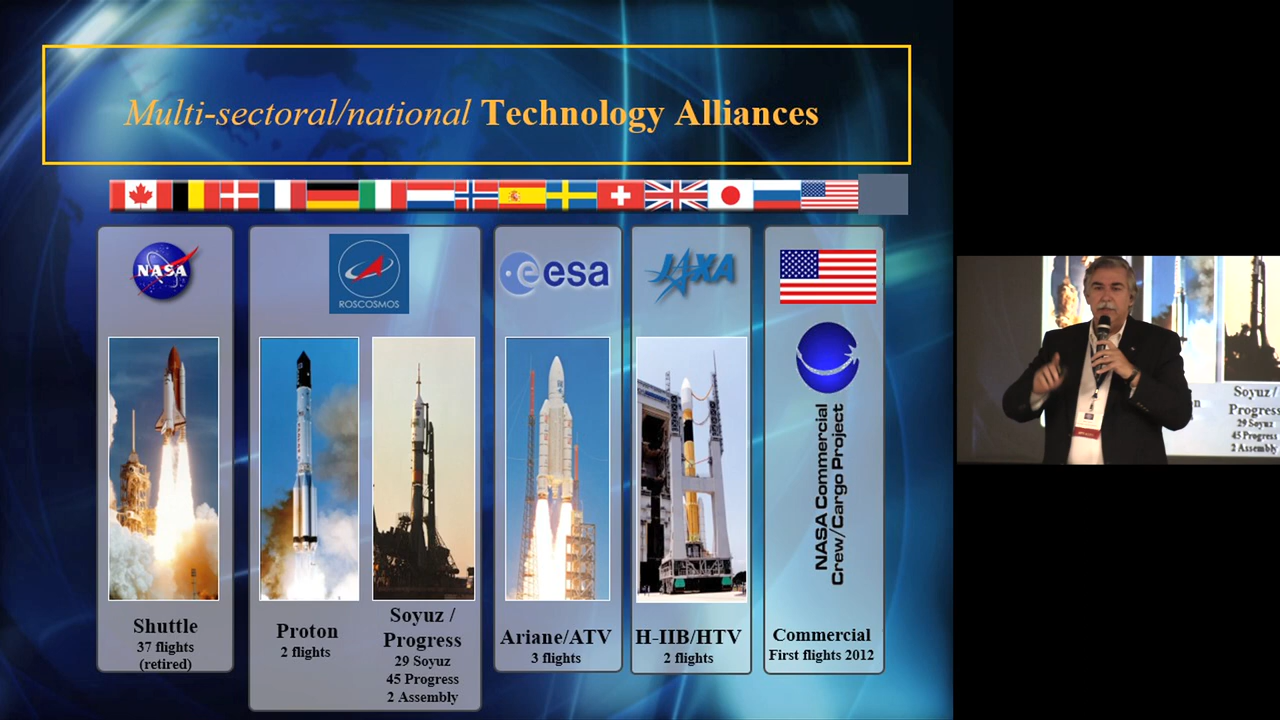 Multi-sectoral/national Technology Alliances
NASA
ROSCOSMOS
esa
JAXA
NASA Commercial
Crew/Cargo Project
Shuttle
37 flights
(retired)
Proton
2 flights
Soyuz /
Progress
29 Soyuz
45 Progress
2 Assembly
Ariane/ATV
3 flights
H-IIB/HTV
2 flights
Commercial
First flights 2012
Soyuz /
Progress
29 Soyuz
45 Progress
2 Assembly